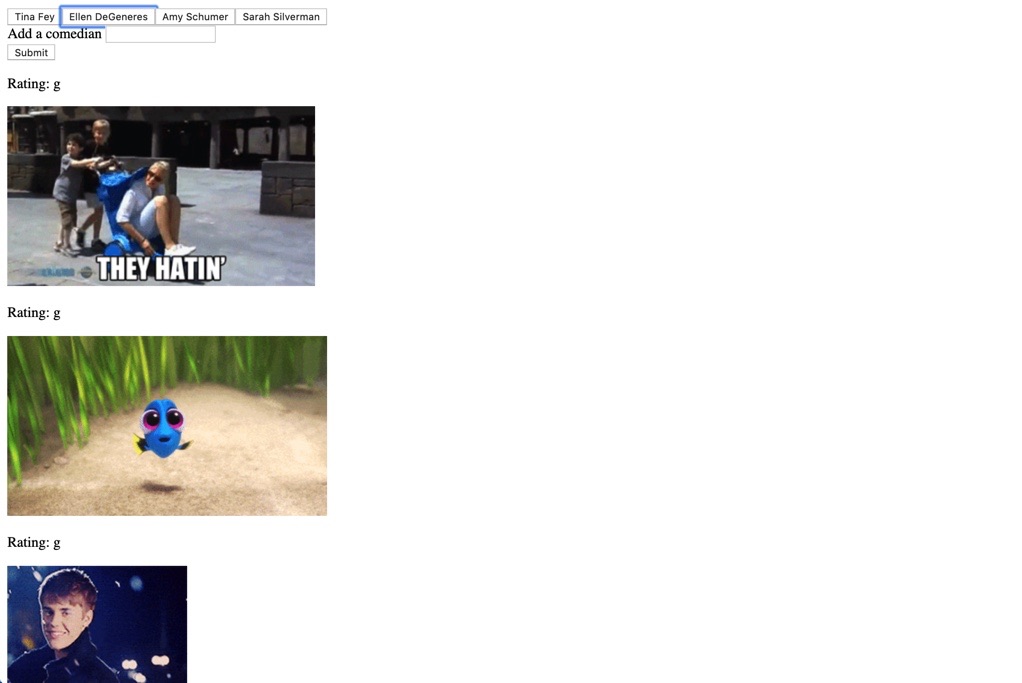 Tina Fey Ellen DeGeneres Amy Schumer Sarah Silverman
Add a comedian
Submit
Rating: g
THEY HATIN'
Rating: g
Rating: g